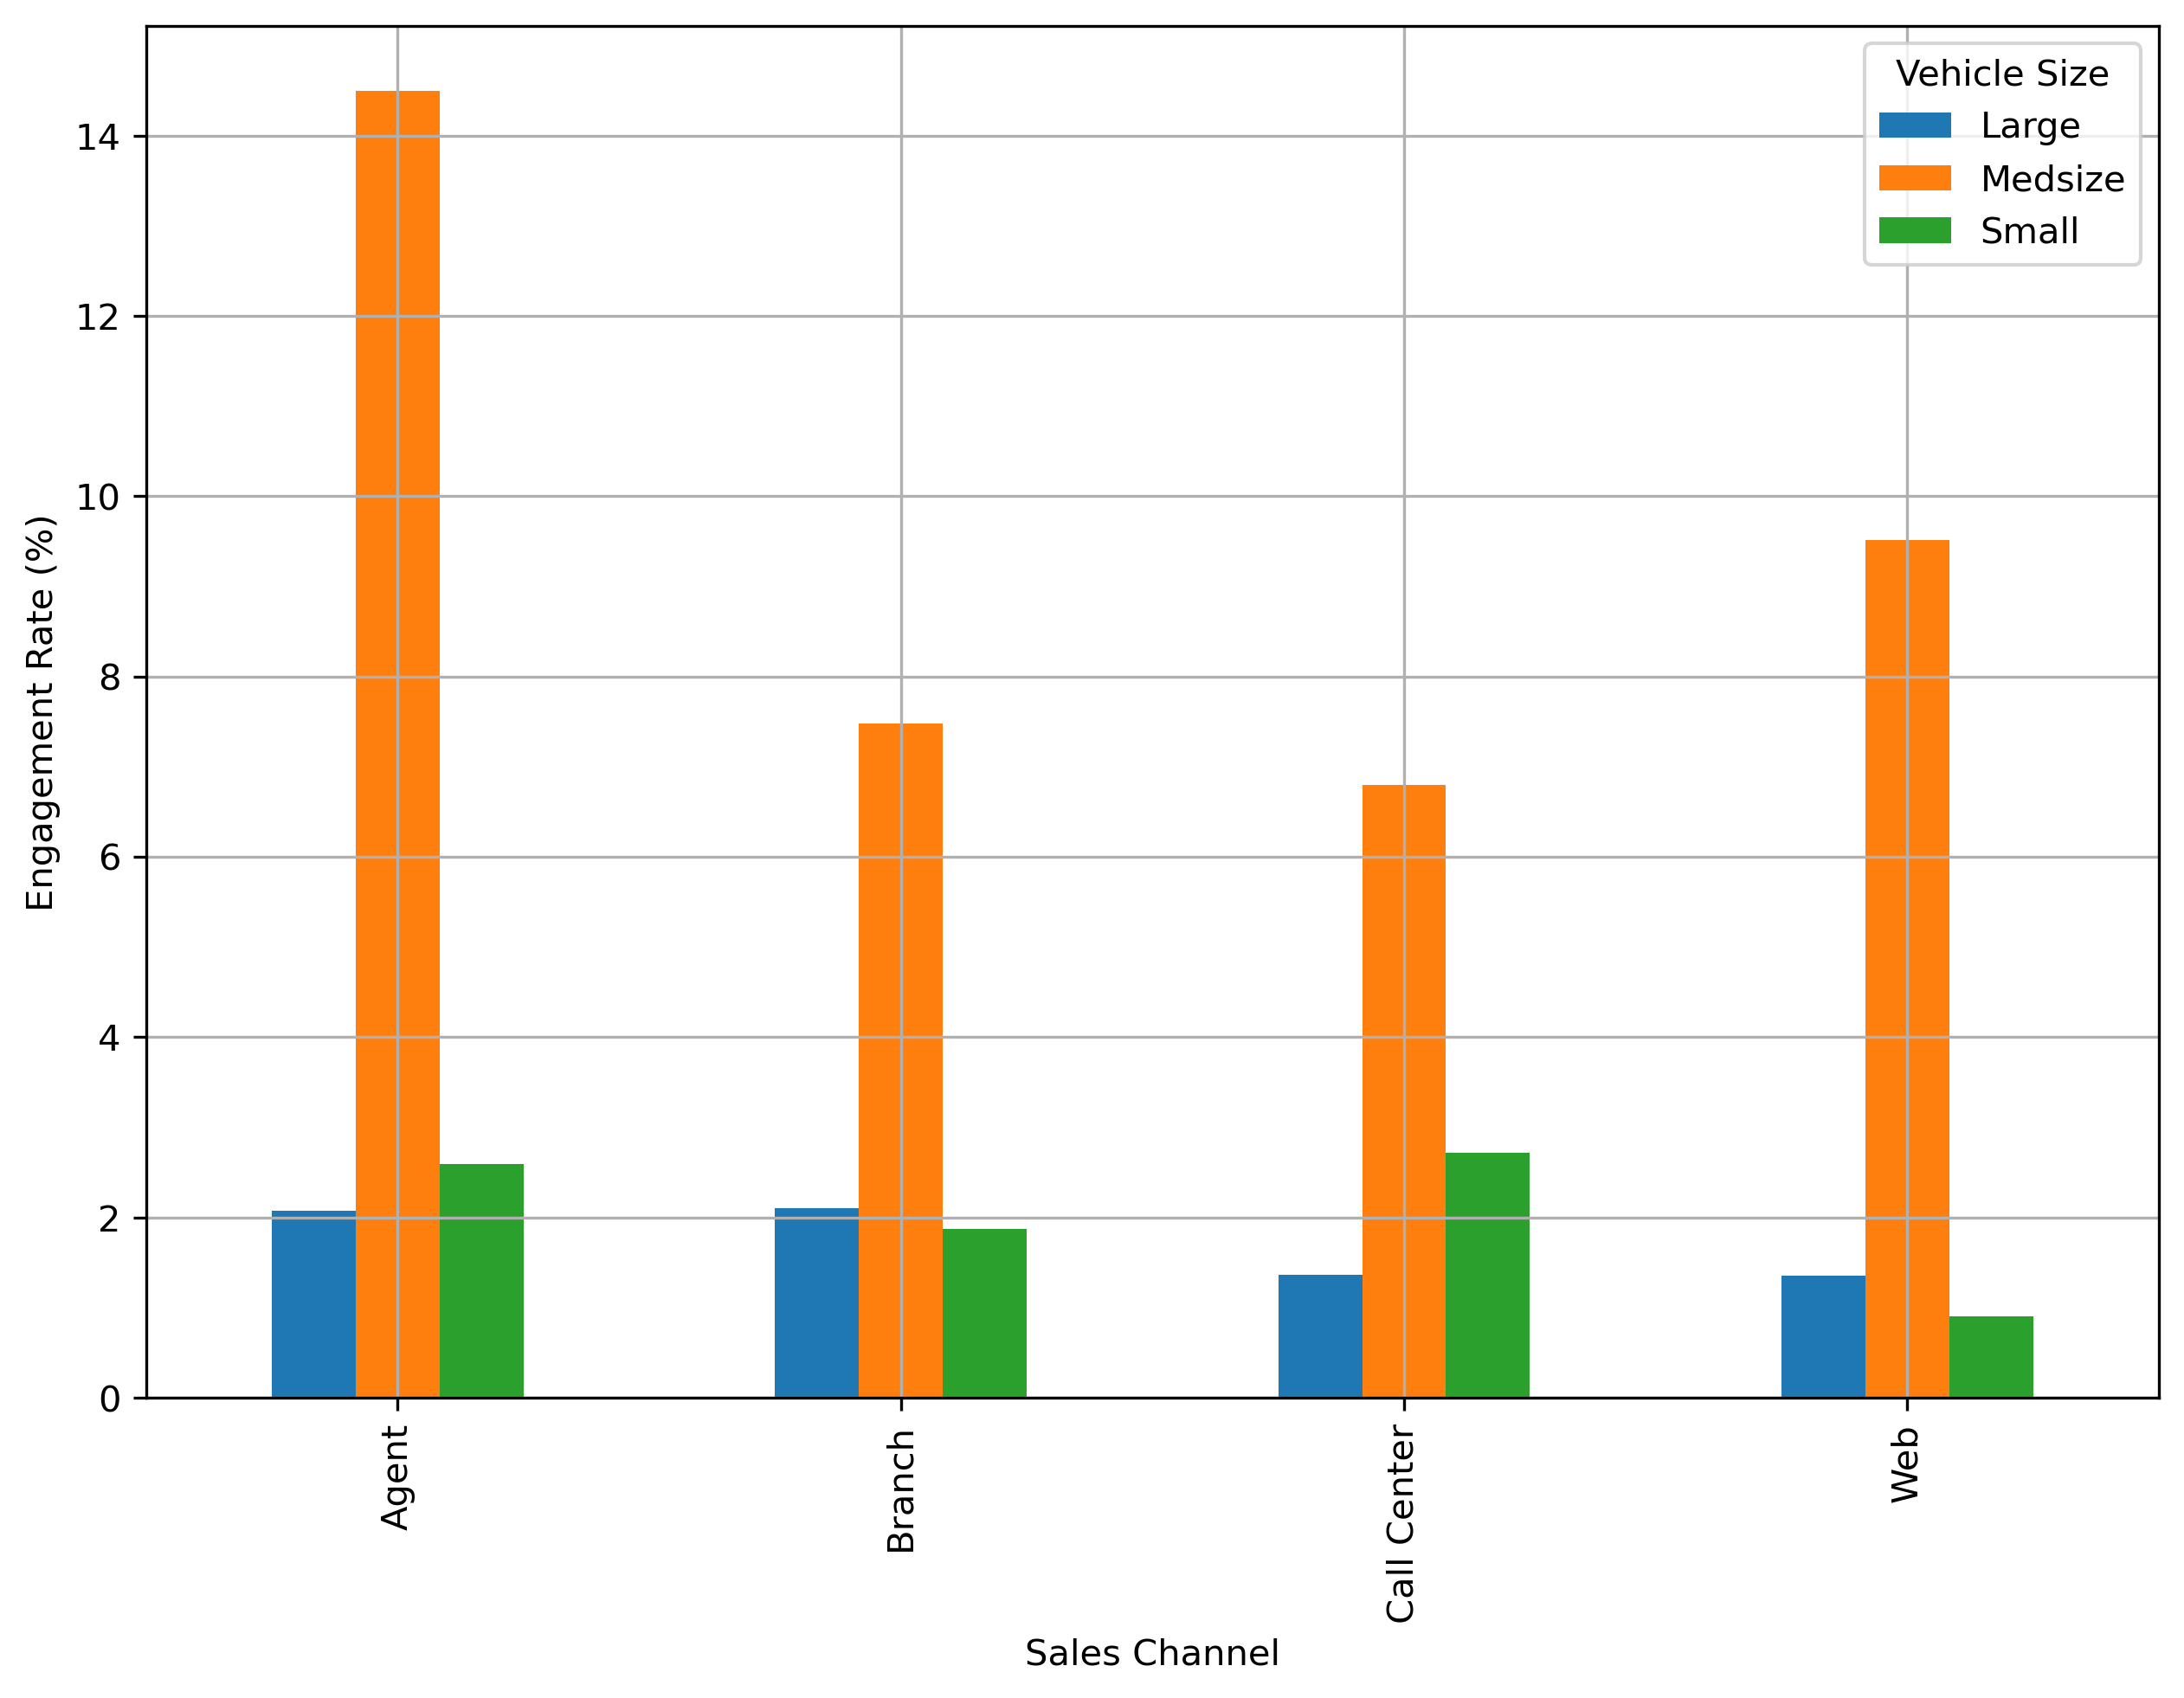 Vehicle Size
Large
Medsize
Small
14
12
10
8
6
4
2
0
Engagement Rate (%)
Agent
Branch
Call Center
Web
Sales Channel